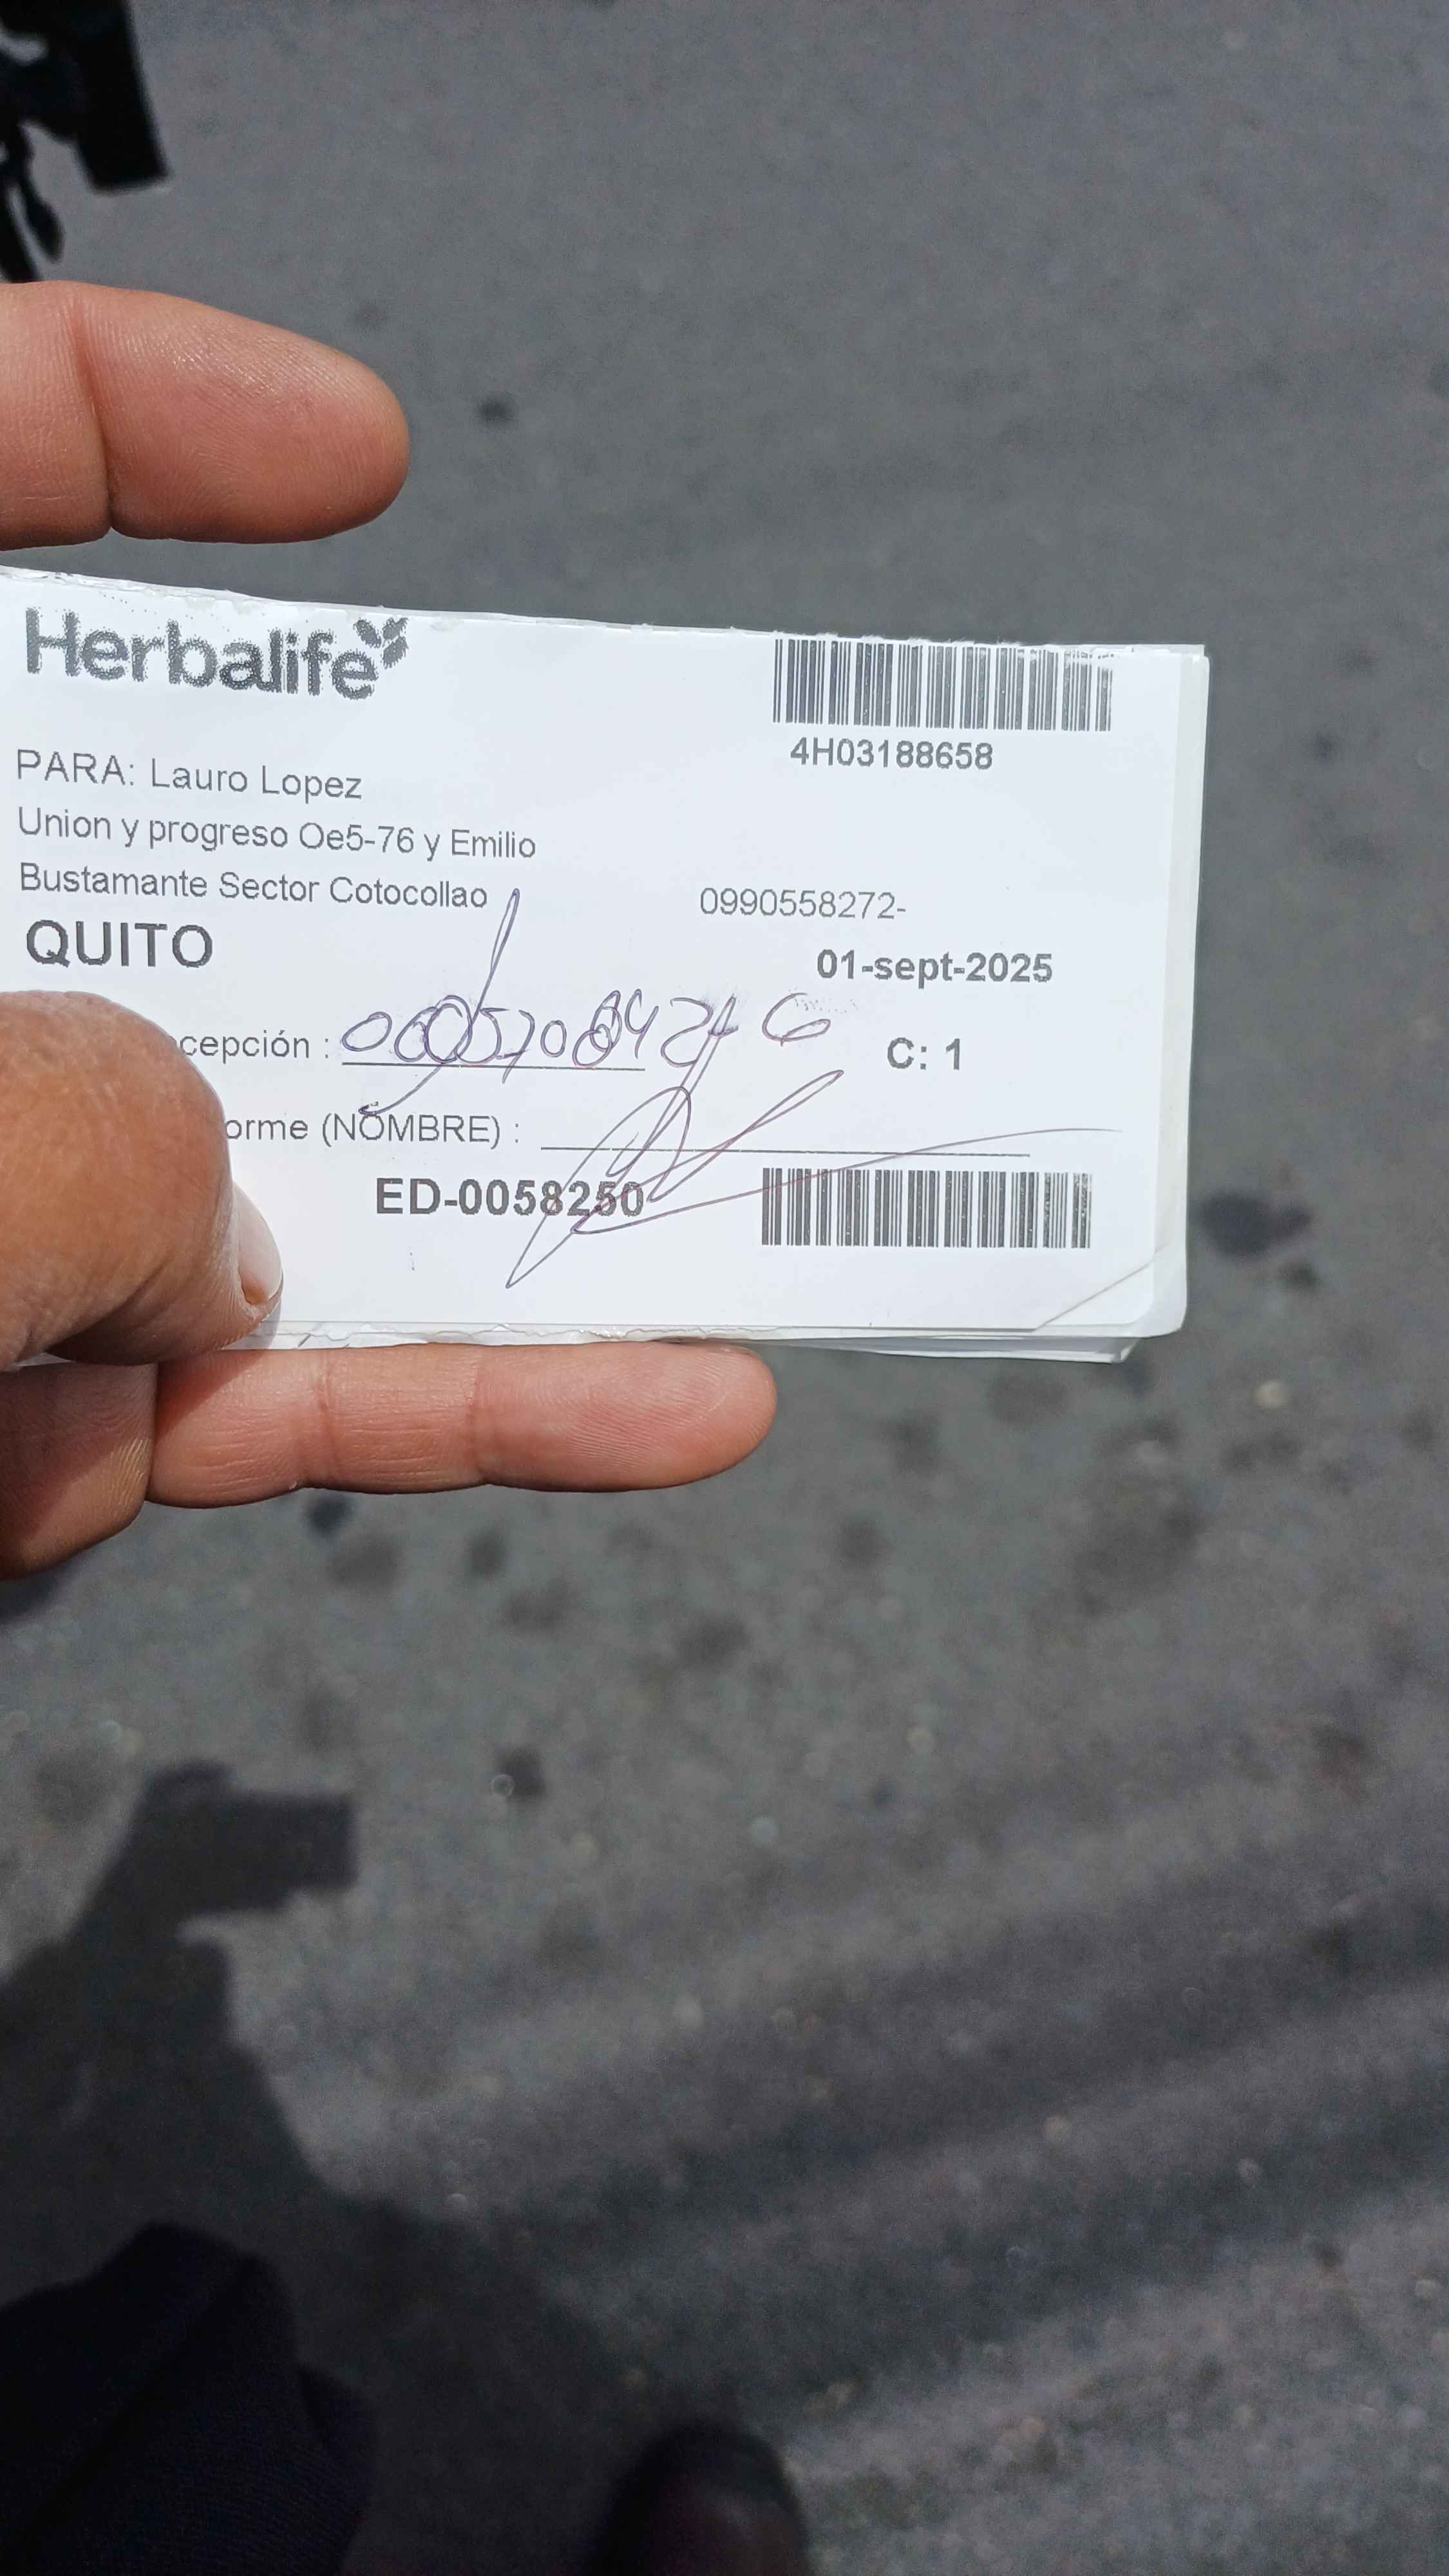 Herbalife
4H03188658
PARA: Lauro Lopez
Union y progreso Oe5-76 y Emilio
Bustamante Sector Cotocollao
0990558272-
QUITO
01-sept-2025
cepción :
C: 1
orme (NOMBRE) :
ED-0058250